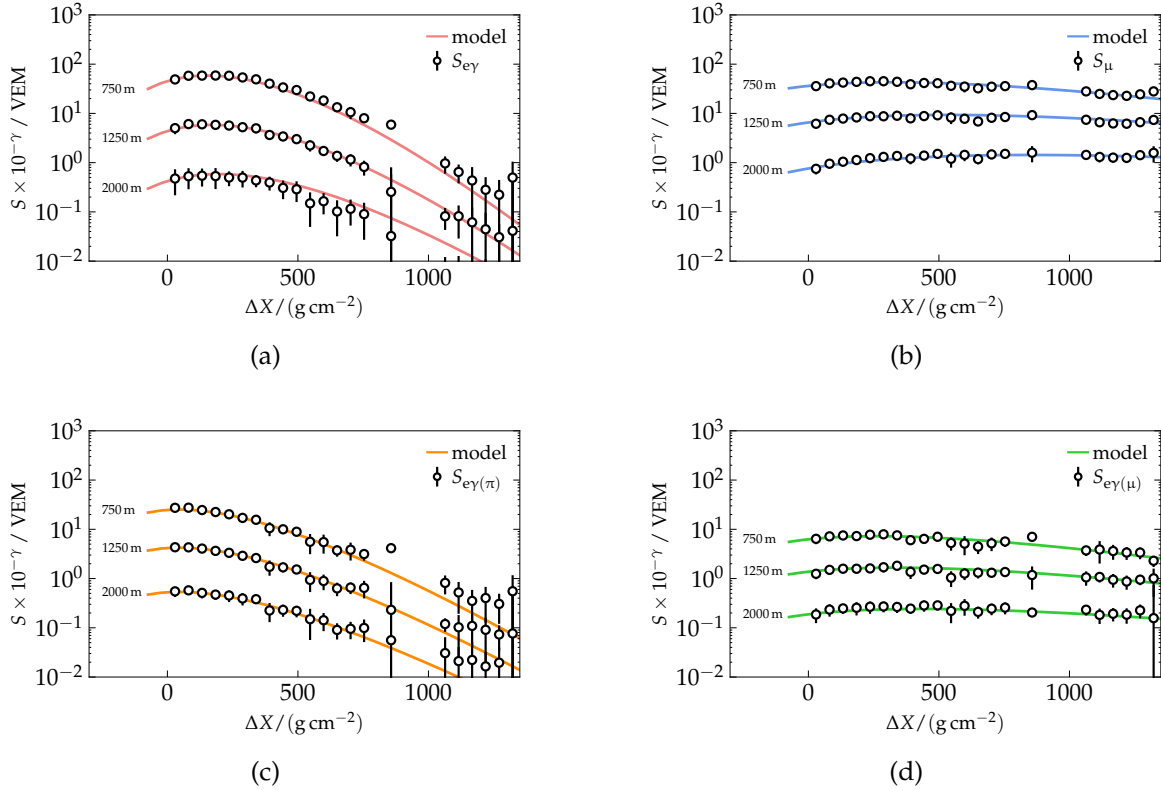 10³
10²
10¹
10⁰
10⁻¹
10⁻²
S × 10⁻ᵞ / VEM
750 m
1250 m
2000 m
model
S_eγ
0
500
1000
ΔX/(g cm⁻²)
(a)
10³
10²
10¹
10⁰
10⁻¹
10⁻²
S × 10⁻ᵞ / VEM
750 m
1250 m
2000 m
model
S_μ
0
500
1000
ΔX/(g cm⁻²)
(b)
10³
10²
10¹
10⁰
10⁻¹
10⁻²
S × 10⁻ᵞ / VEM
750 m
1250 m
2000 m
model
S_eγ(π)
0
500
1000
ΔX/(g cm⁻²)
(c)
10³
10²
10¹
10⁰
10⁻¹
10⁻²
S × 10⁻ᵞ / VEM
750 m
1250 m
2000 m
model
S_eγ(μ)
0
500
1000
ΔX/(g cm⁻²)
(d)